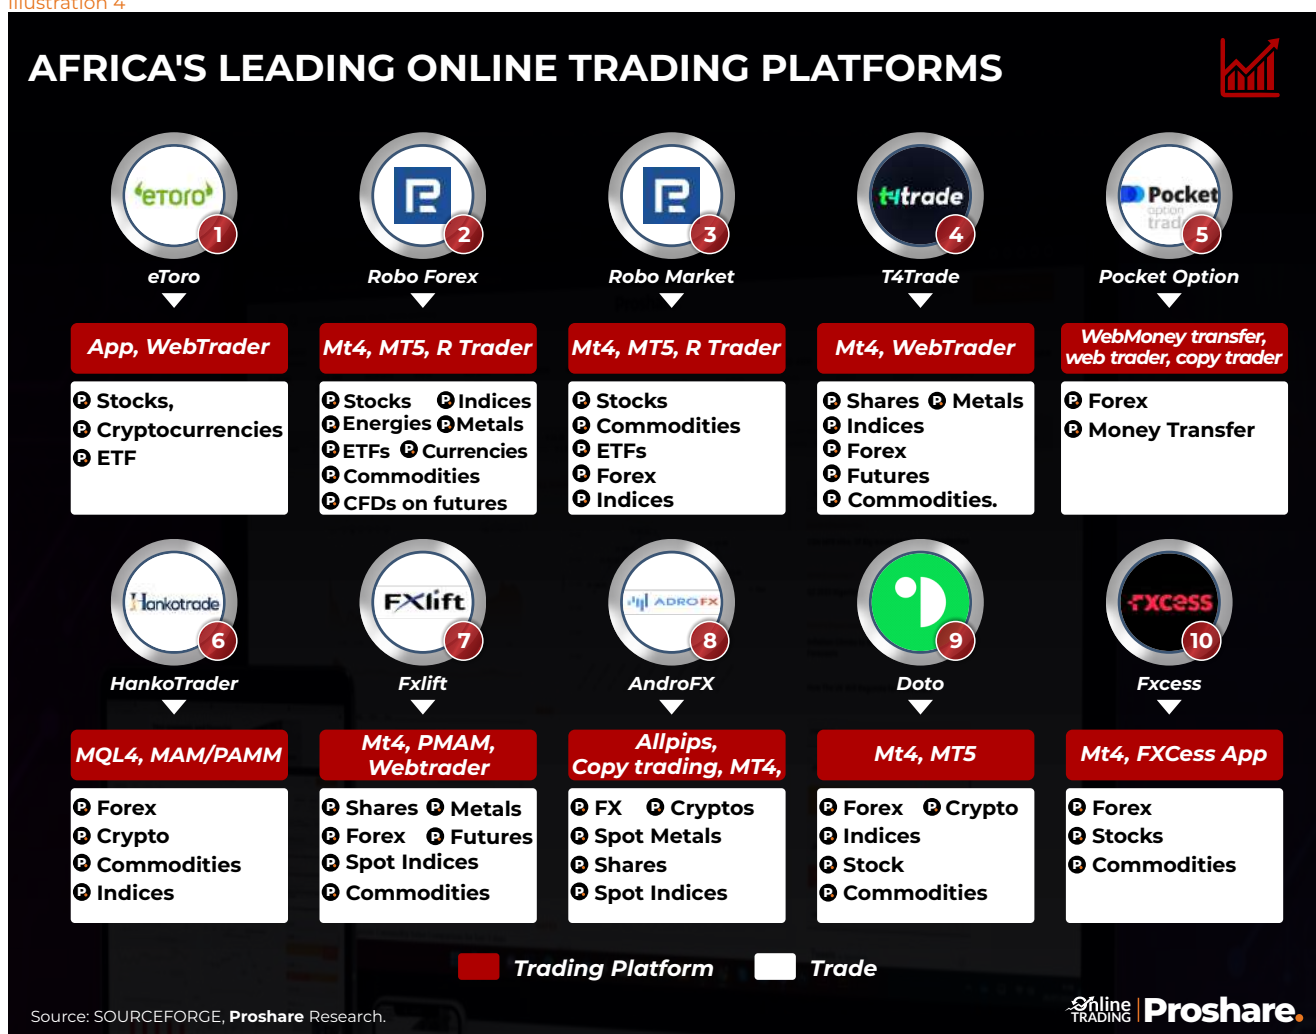 Illustration 4
AFRICA'S LEADING ONLINE TRADING PLATFORMS
eToro
1
2
3
t4trade
4
Pocket
option
trad
5
eToro
Robo Forex
Robo Market
T4Trade
Pocket Option
App, WebTrader
Mt4, MT5, R Trader
Mt4, MT5, R Trader
Mt4, WebTrader
WebMoney transfer,
web trader, copy trader
Stocks,
Cryptocurrencies
ETF
Stocks Indices
Energies Metals
ETFs Currencies
Commodities
CFDs on futures
Stocks
Commodities
ETFs
Forex
Indices
Shares Metals
Indices
Forex
Futures
Commodities.
Forex
Money Transfer
Hankotrade
6
FXlift
7
ADROFX
8
9
FXCESS
10
HankoTrader
Fxlift
AndroFX
Doto
Fxcess
MQL4, MAM/PAMM
Mt4, PMAM,
Webtrader
Allpips,
Copy trading, MT4,
Mt4, MT5
Mt4, FXCess App
Forex
Crypto
Commodities
Indices
Shares Metals
Forex Futures
Spot Indices
Commodities
FX Cryptos
Spot Metals
Shares
Spot Indices
Forex Crypto
Indices
Stock
Commodities
Forex
Stocks
Commodities
Trading Platform Trade
Source: SOURCEFORGE, Proshare Research.
Online
TRADING
Proshare.